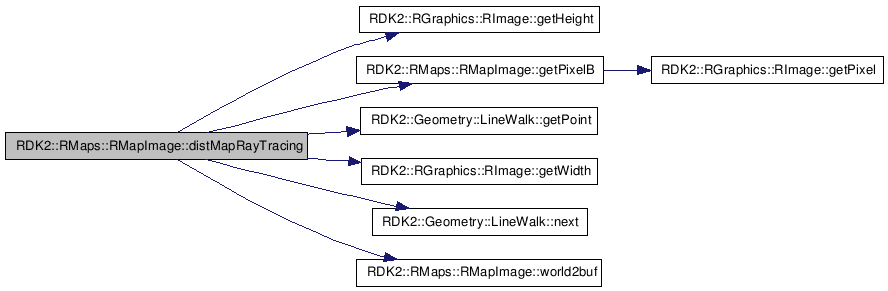 RDK2::RGraphics::RImage::getHeight
RDK2::RMaps::RMapImage::getPixelB
RDK2::RGraphics::RImage::getPixel
RDK2::Geometry::LineWalk::getPoint
RDK2::RMaps::RMapImage::distMapRayTracing
RDK2::RGraphics::RImage::getWidth
RDK2::Geometry::LineWalk::next
RDK2::RMaps::RMapImage::world2buf